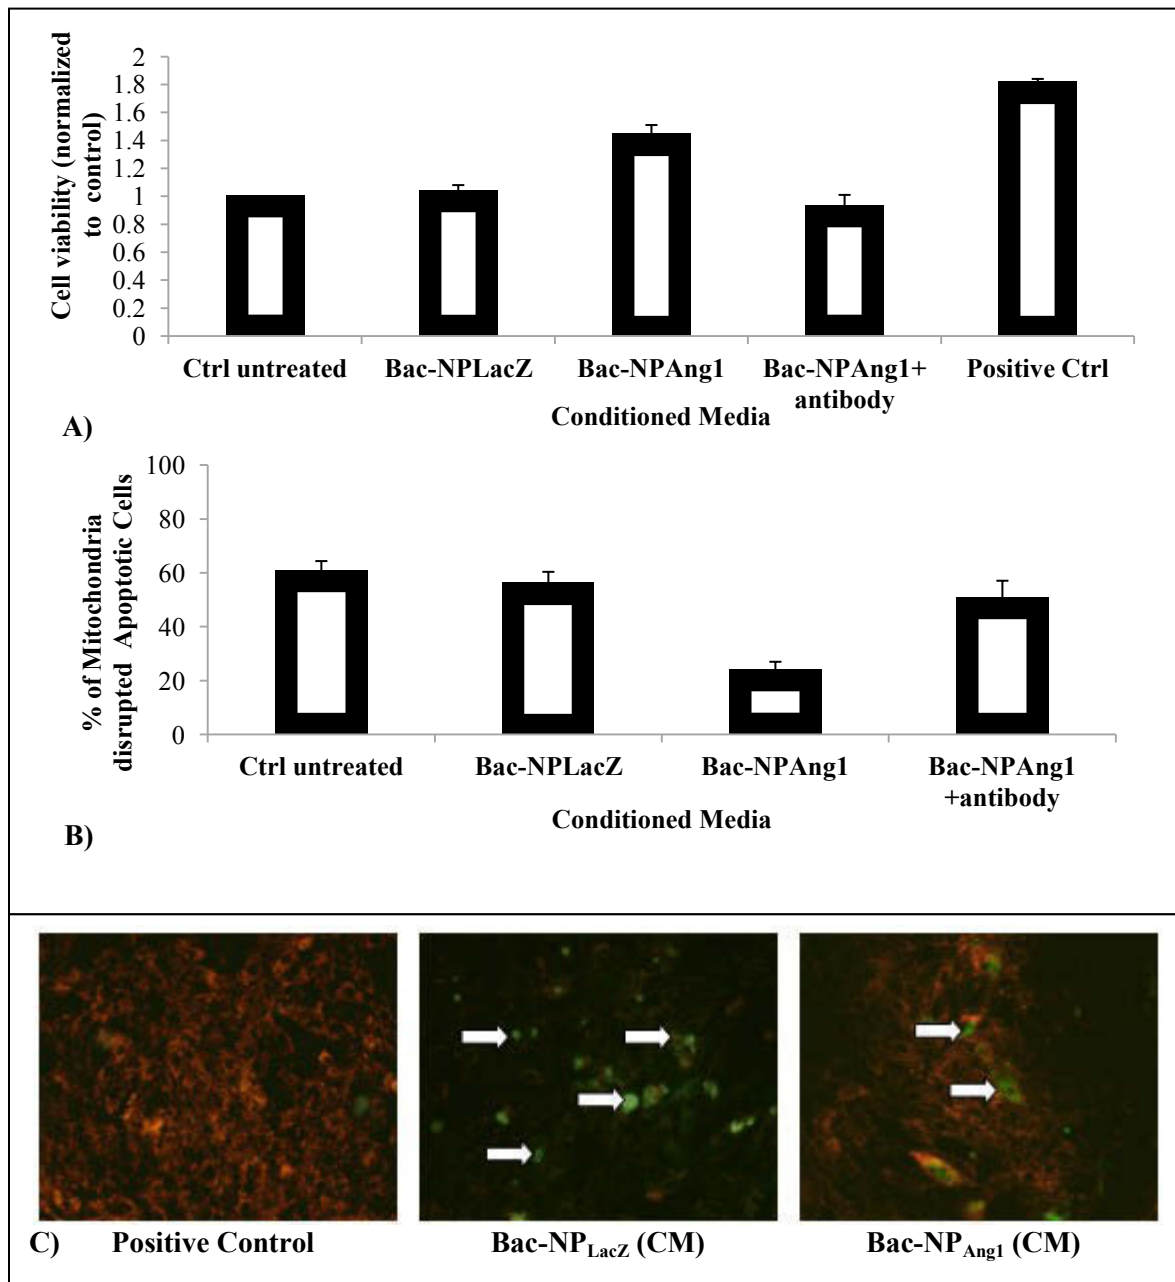 Cell viability (normalized
to control)
2
1.8
1.6
1.4
1.2
1
0.8
0.6
0.4
0.2
0
Ctrl untreated Bac-NPLacZ Bac-NPAng1 Bac-NPAng1+ Positive Ctrl
antibody
Conditioned Media
A)
% of Mitochondria
disrupted Apoptotic Cells
100
80
60
40
20
0
Ctrl untreated Bac-NPLacZ Bac-NPAng1 Bac-NPAng1
+antibody
Conditioned Media
B)
C) Positive Control Bac-NPLacZ (CM) Bac-NPAng1 (CM)